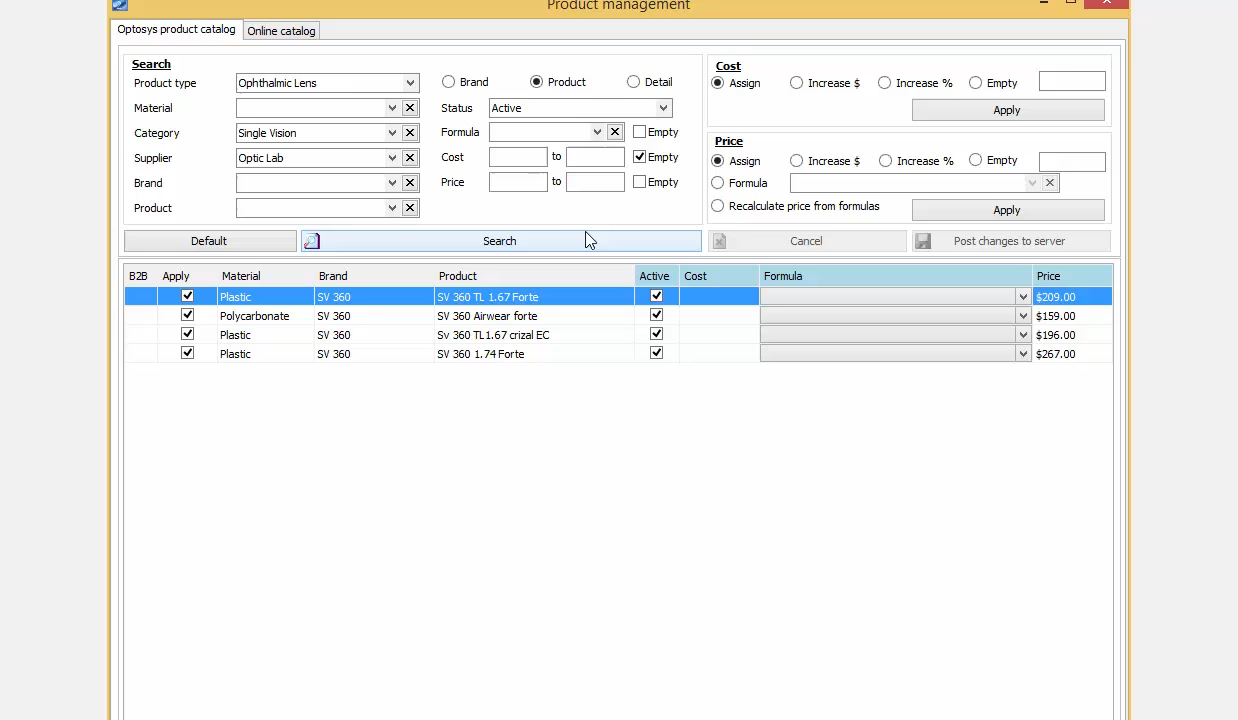 Product management
Optosys product catalog Online catalog
Search
Product type Ophthalmic Lens
Material
Category Single Vision
Supplier Optic Lab
Brand
Product
Brand Product Detail
Status Active
Formula Empty
Cost to Empty
Price to Empty
Cost
Assign Increase $ Increase % Empty
Apply
Price
Assign Increase $ Increase % Empty
Formula
Recalculate price from formulas Apply
Default Search Cancel Post changes to server
B2B Apply Material Brand Product Active Cost Formula Price
Plastic SV 360 SV 360 TL 1.67 Forte $209.00
Polycarbonate SV 360 SV 360 Airwear forte $159.00
Plastic SV 360 Sv 360 TL1.67 crizal EC $196.00
Plastic SV 360 SV 360 1.74 Forte $267.00